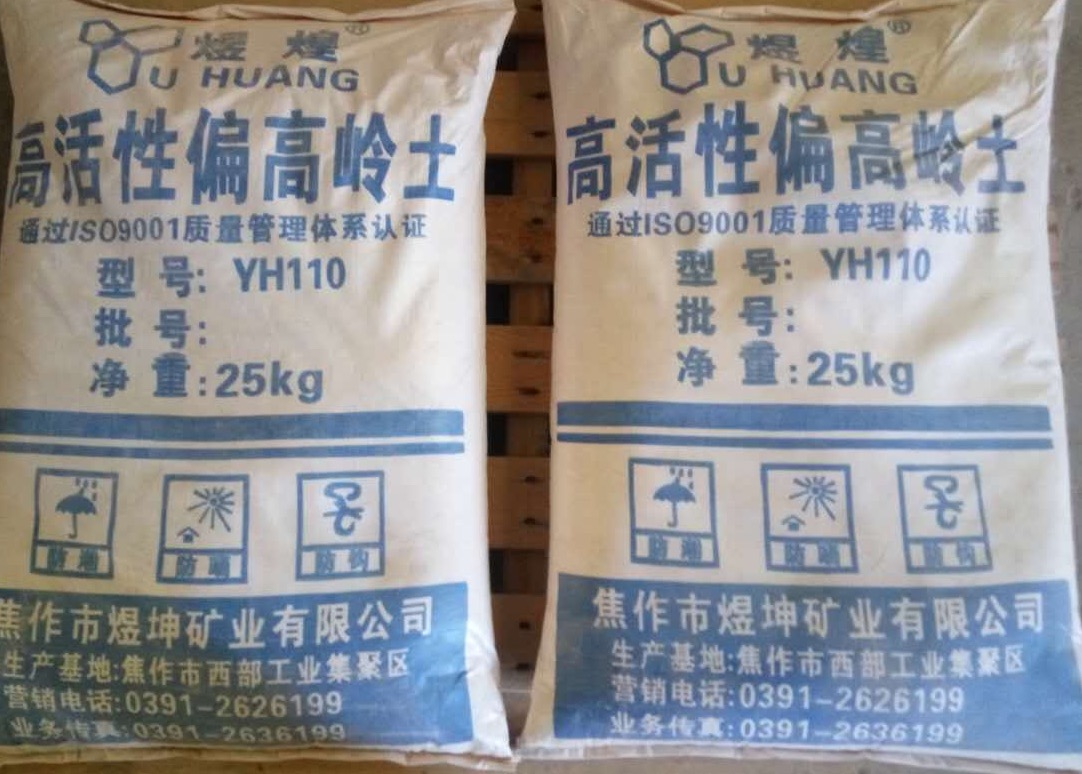 煜煌®
YU HUANG
高活性偏高岭土
通过ISO9001质量管理体系认证
型号: YH110
批号:
净重:25kg
防潮
防晒
防钩
焦作市煜坤矿业有限公司
生产基地:焦作市西部工业集聚区
营销电话:0391-2626199
业务传真:0391-2636199
煜煌®
YU HUANG
高活性偏高岭土
通过ISO9001质量管理体系认证
型号: YH110
批号:
净重:25kg
防潮
防晒
防钩
焦作市煜坤矿业有限公司
生产基地:焦作市西部工业集聚区
营销电话:0391-2626199
业务传真:0391-2636199